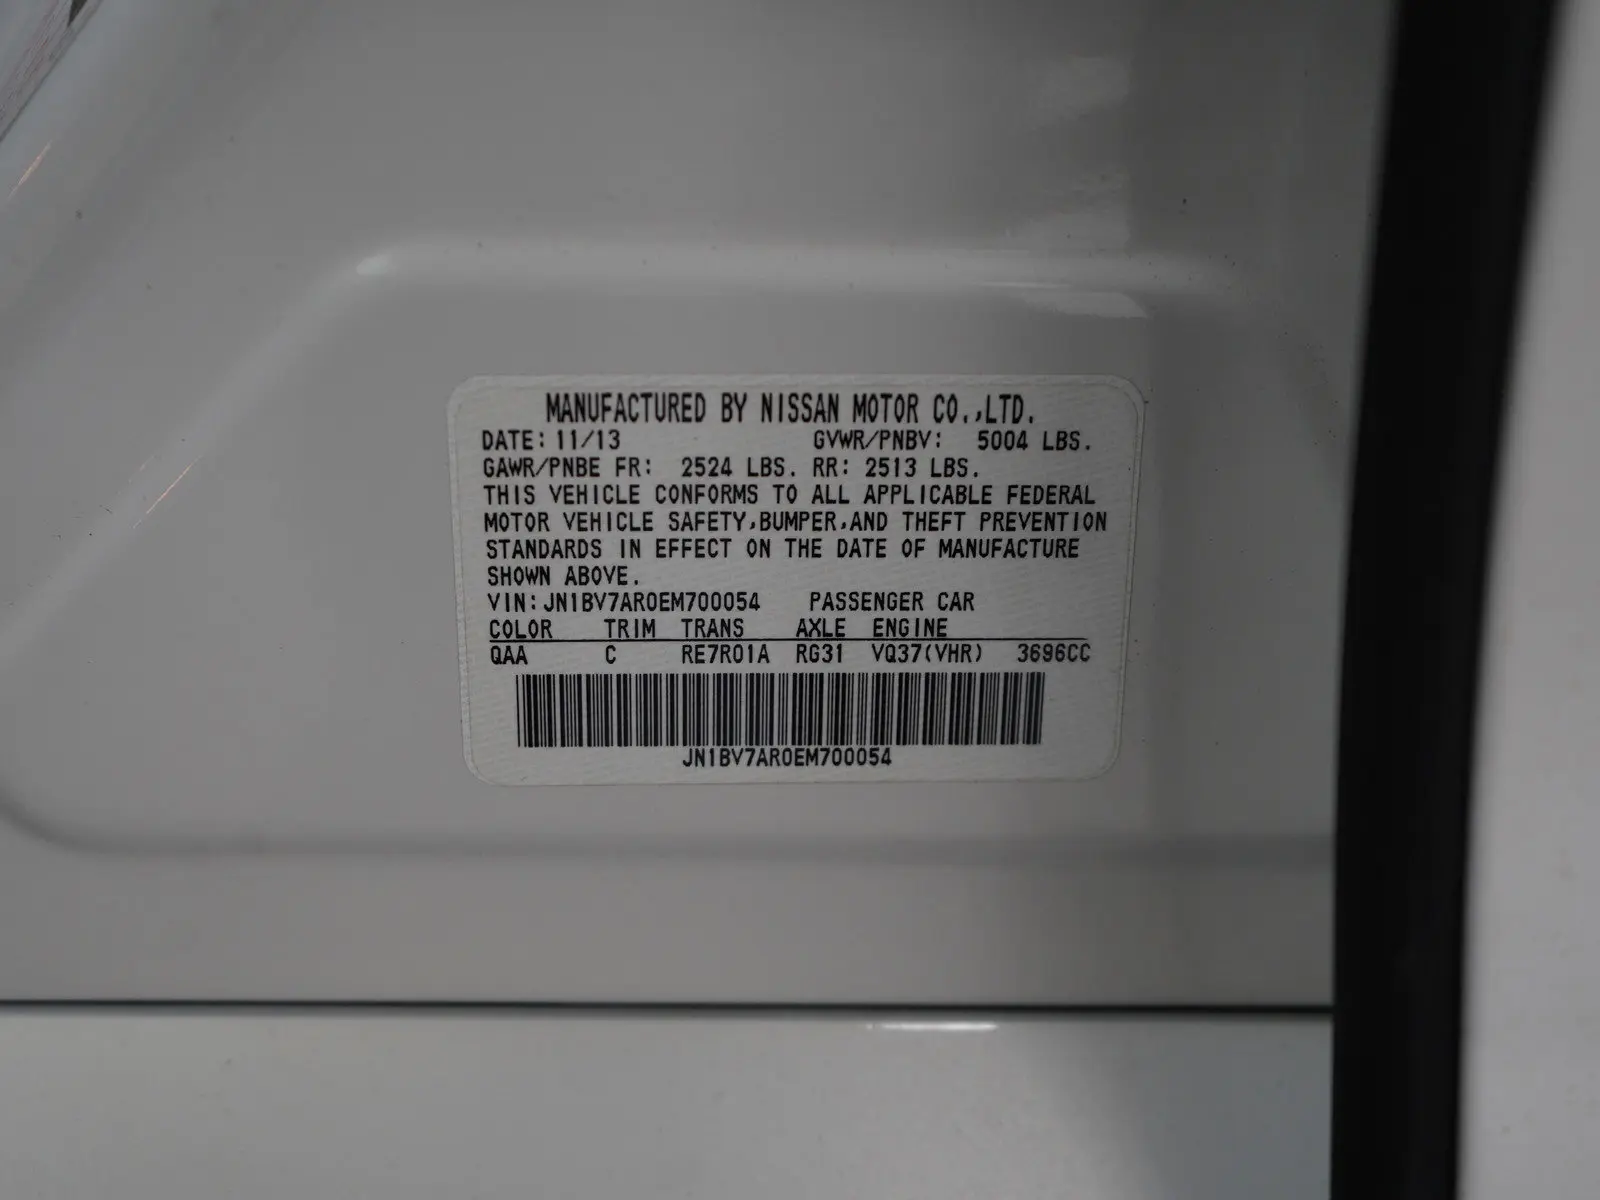 MANUFACTURED BY NISSAN MOTOR CO.,LTD.
DATE: 11/13 GVWR/PNBV: 5004 LBS.
GAWR/PNBE FR: 2524 LBS. RR: 2513 LBS.
THIS VEHICLE CONFORMS TO ALL APPLICABLE FEDERAL
MOTOR VEHICLE SAFETY,BUMPER,AND THEFT PREVENTION
STANDARDS IN EFFECT ON THE DATE OF MANUFACTURE
SHOWN ABOVE.
VIN:JN1BV7AR0EM700054 PASSENGER CAR
COLOR TRIM TRANS AXLE ENGINE
QAA C RE7R01A RG31 VQ37(VHR) 3696CC
JN1BV7AR0EM700054